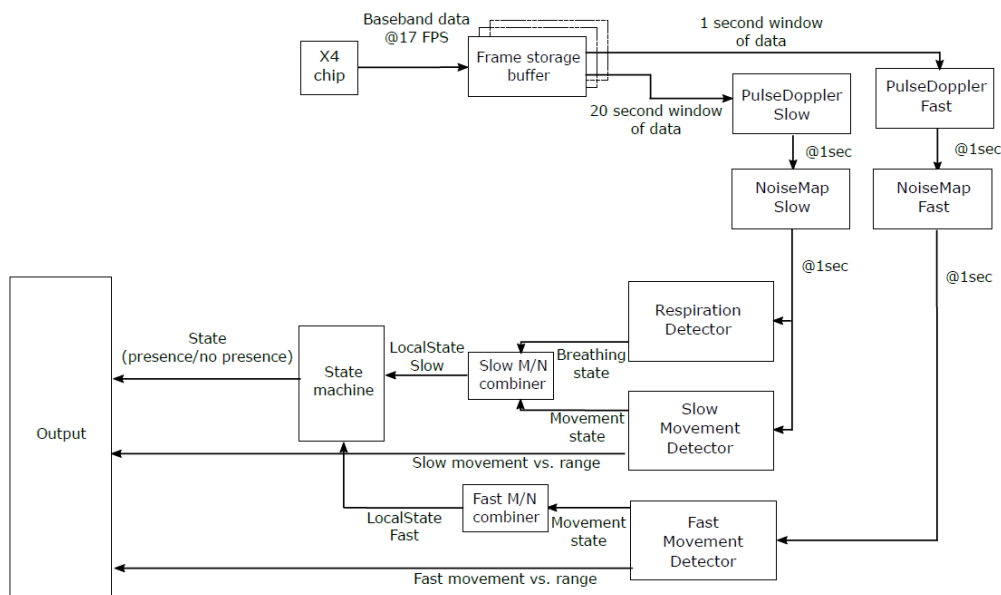 Baseband data
@17 FPS
1 second window
of data
X4
chip
Frame storage
buffer
20 second window
of data
PulseDoppler
Slow
PulseDoppler
Fast
@1sec
@1sec
NoiseMap
Slow
NoiseMap
Fast
@1sec
@1sec
Respiration
Detector
State
(presence/no presence)
State
machine
LocalState
Slow
Slow M/N
combiner
Breathing
state
Movement
state
Slow
Movement
Detector
Output
Slow movement vs. range
LocalState
Fast
Fast M/N
combiner
Movement
state
Fast
Movement
Detector
Fast movement vs. range